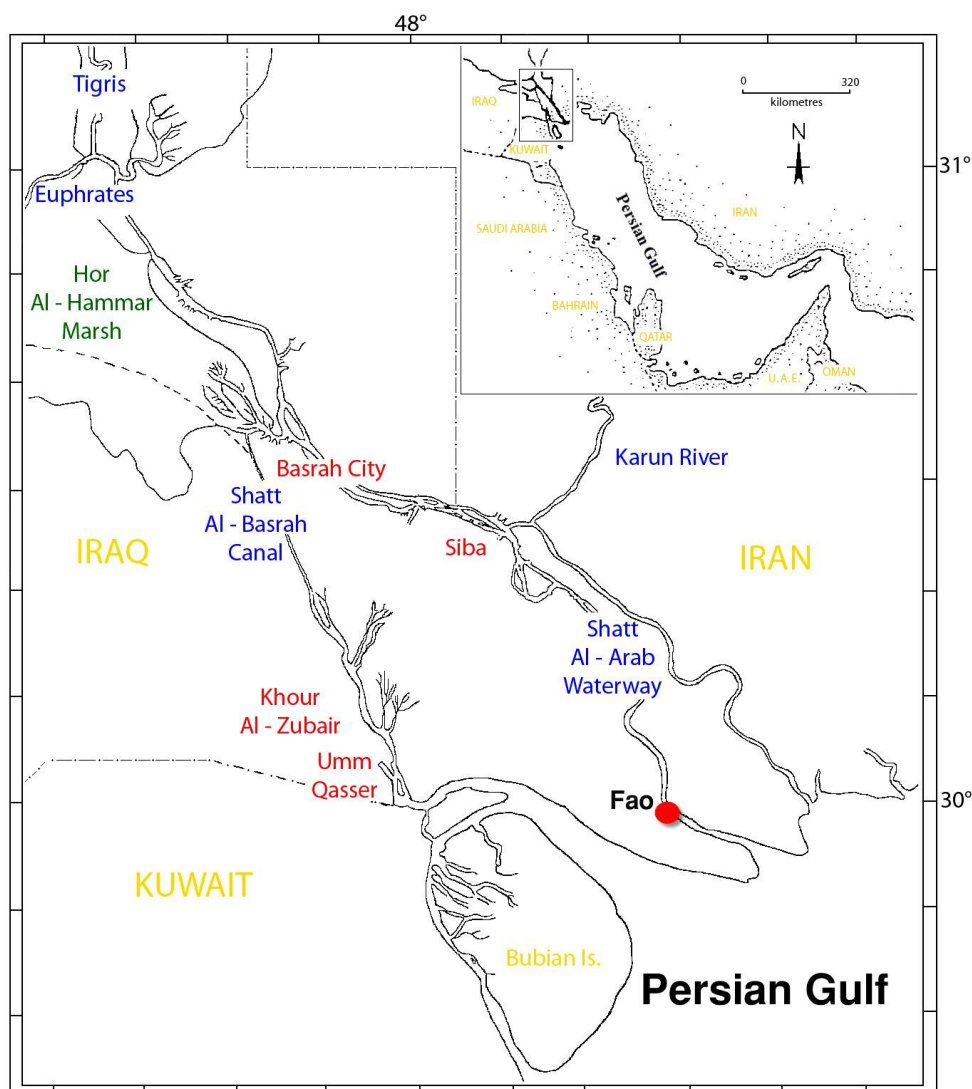 48°
Tigris
0
320
kilometres
IRAQ
N
KUWAIT
31°
Euphrates
Persian Gulf
IRAN
SAUDI ARABIA
Hor
Al - Hammar
Marsh
BAHRAIN
QATAR
U.A.E.
OMAN
Karun River
Basrah City
Shatt
Al - Basrah
Canal
IRAQ
Siba
IRAN
Shatt
Al - Arab
Waterway
Khour
Al - Zubair
Umm
Qasser
Fao
30°
KUWAIT
Bubian Is.
Persian Gulf